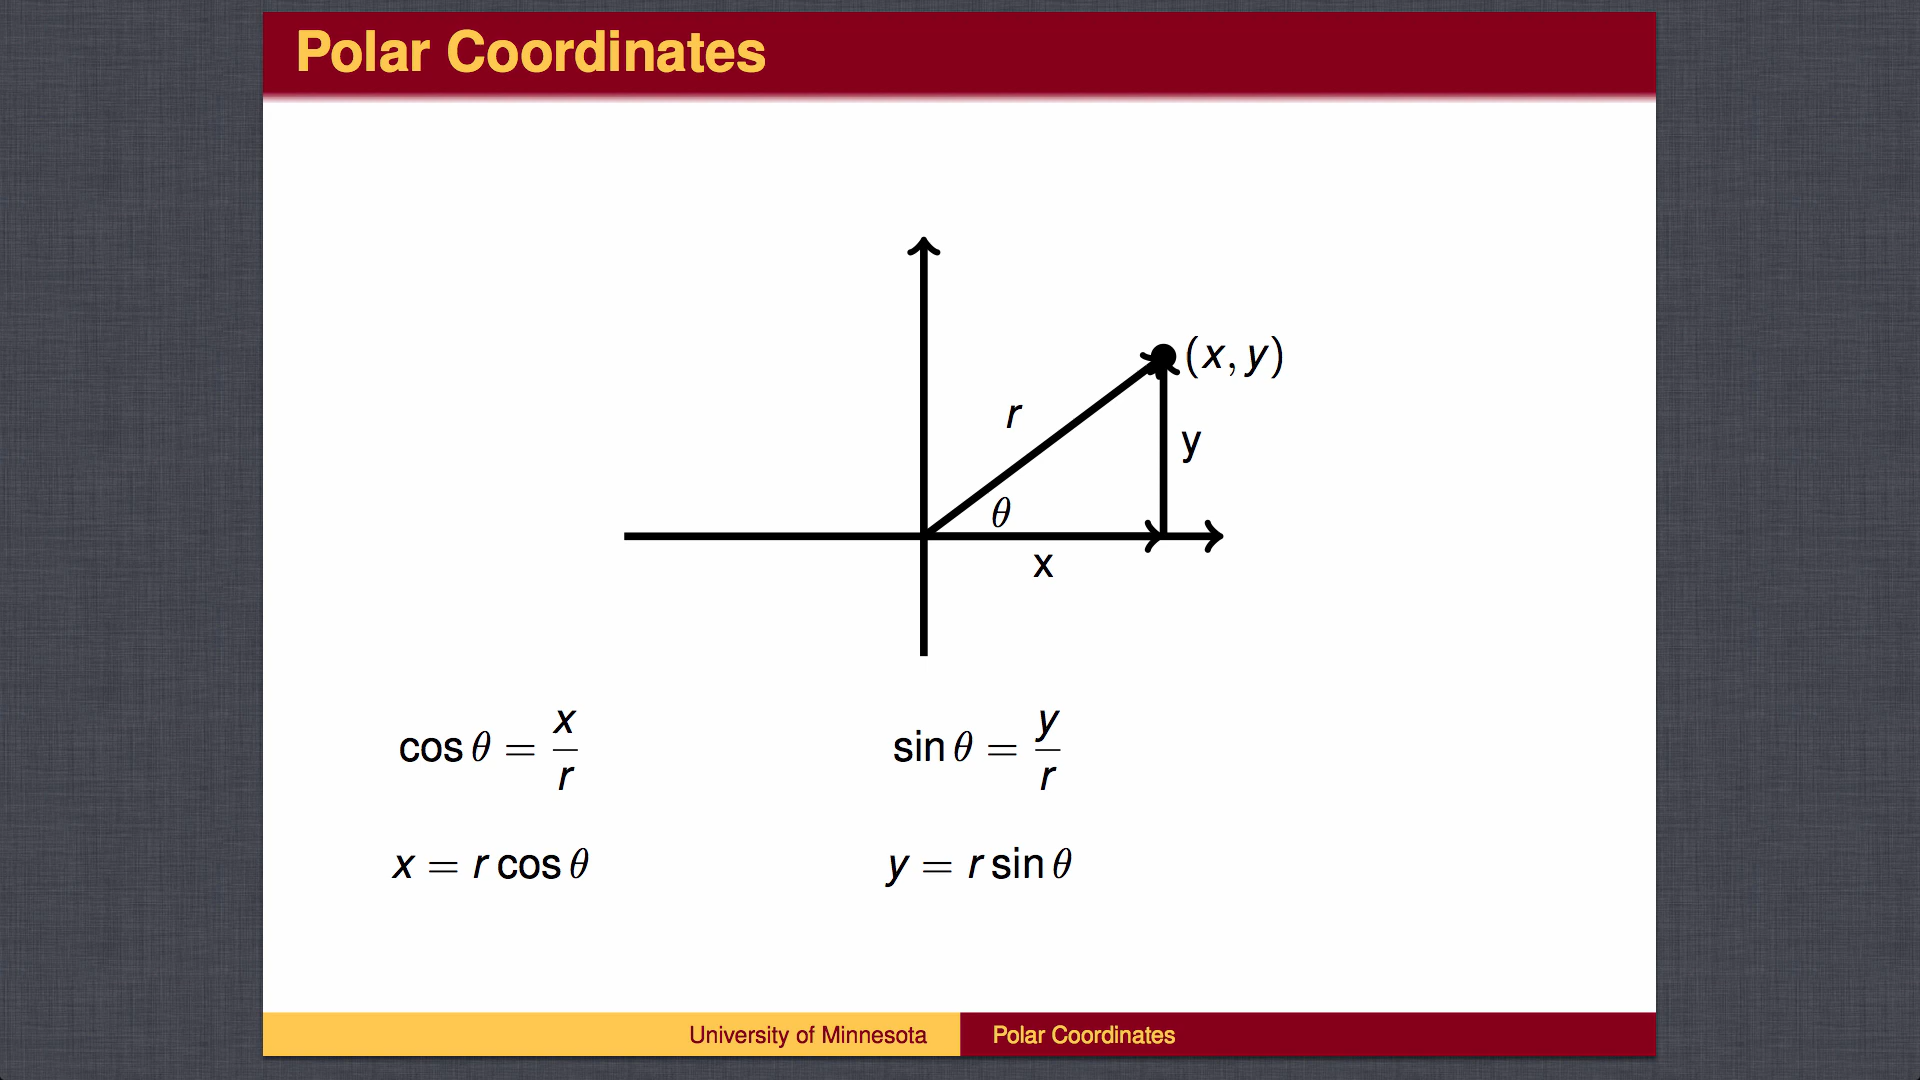 Polar Coordinates
(x, y)
r
y
θ
x
cos θ = x/r
sin θ = y/r
x = r cos θ
y = r sin θ
University of Minnesota
Polar Coordinates